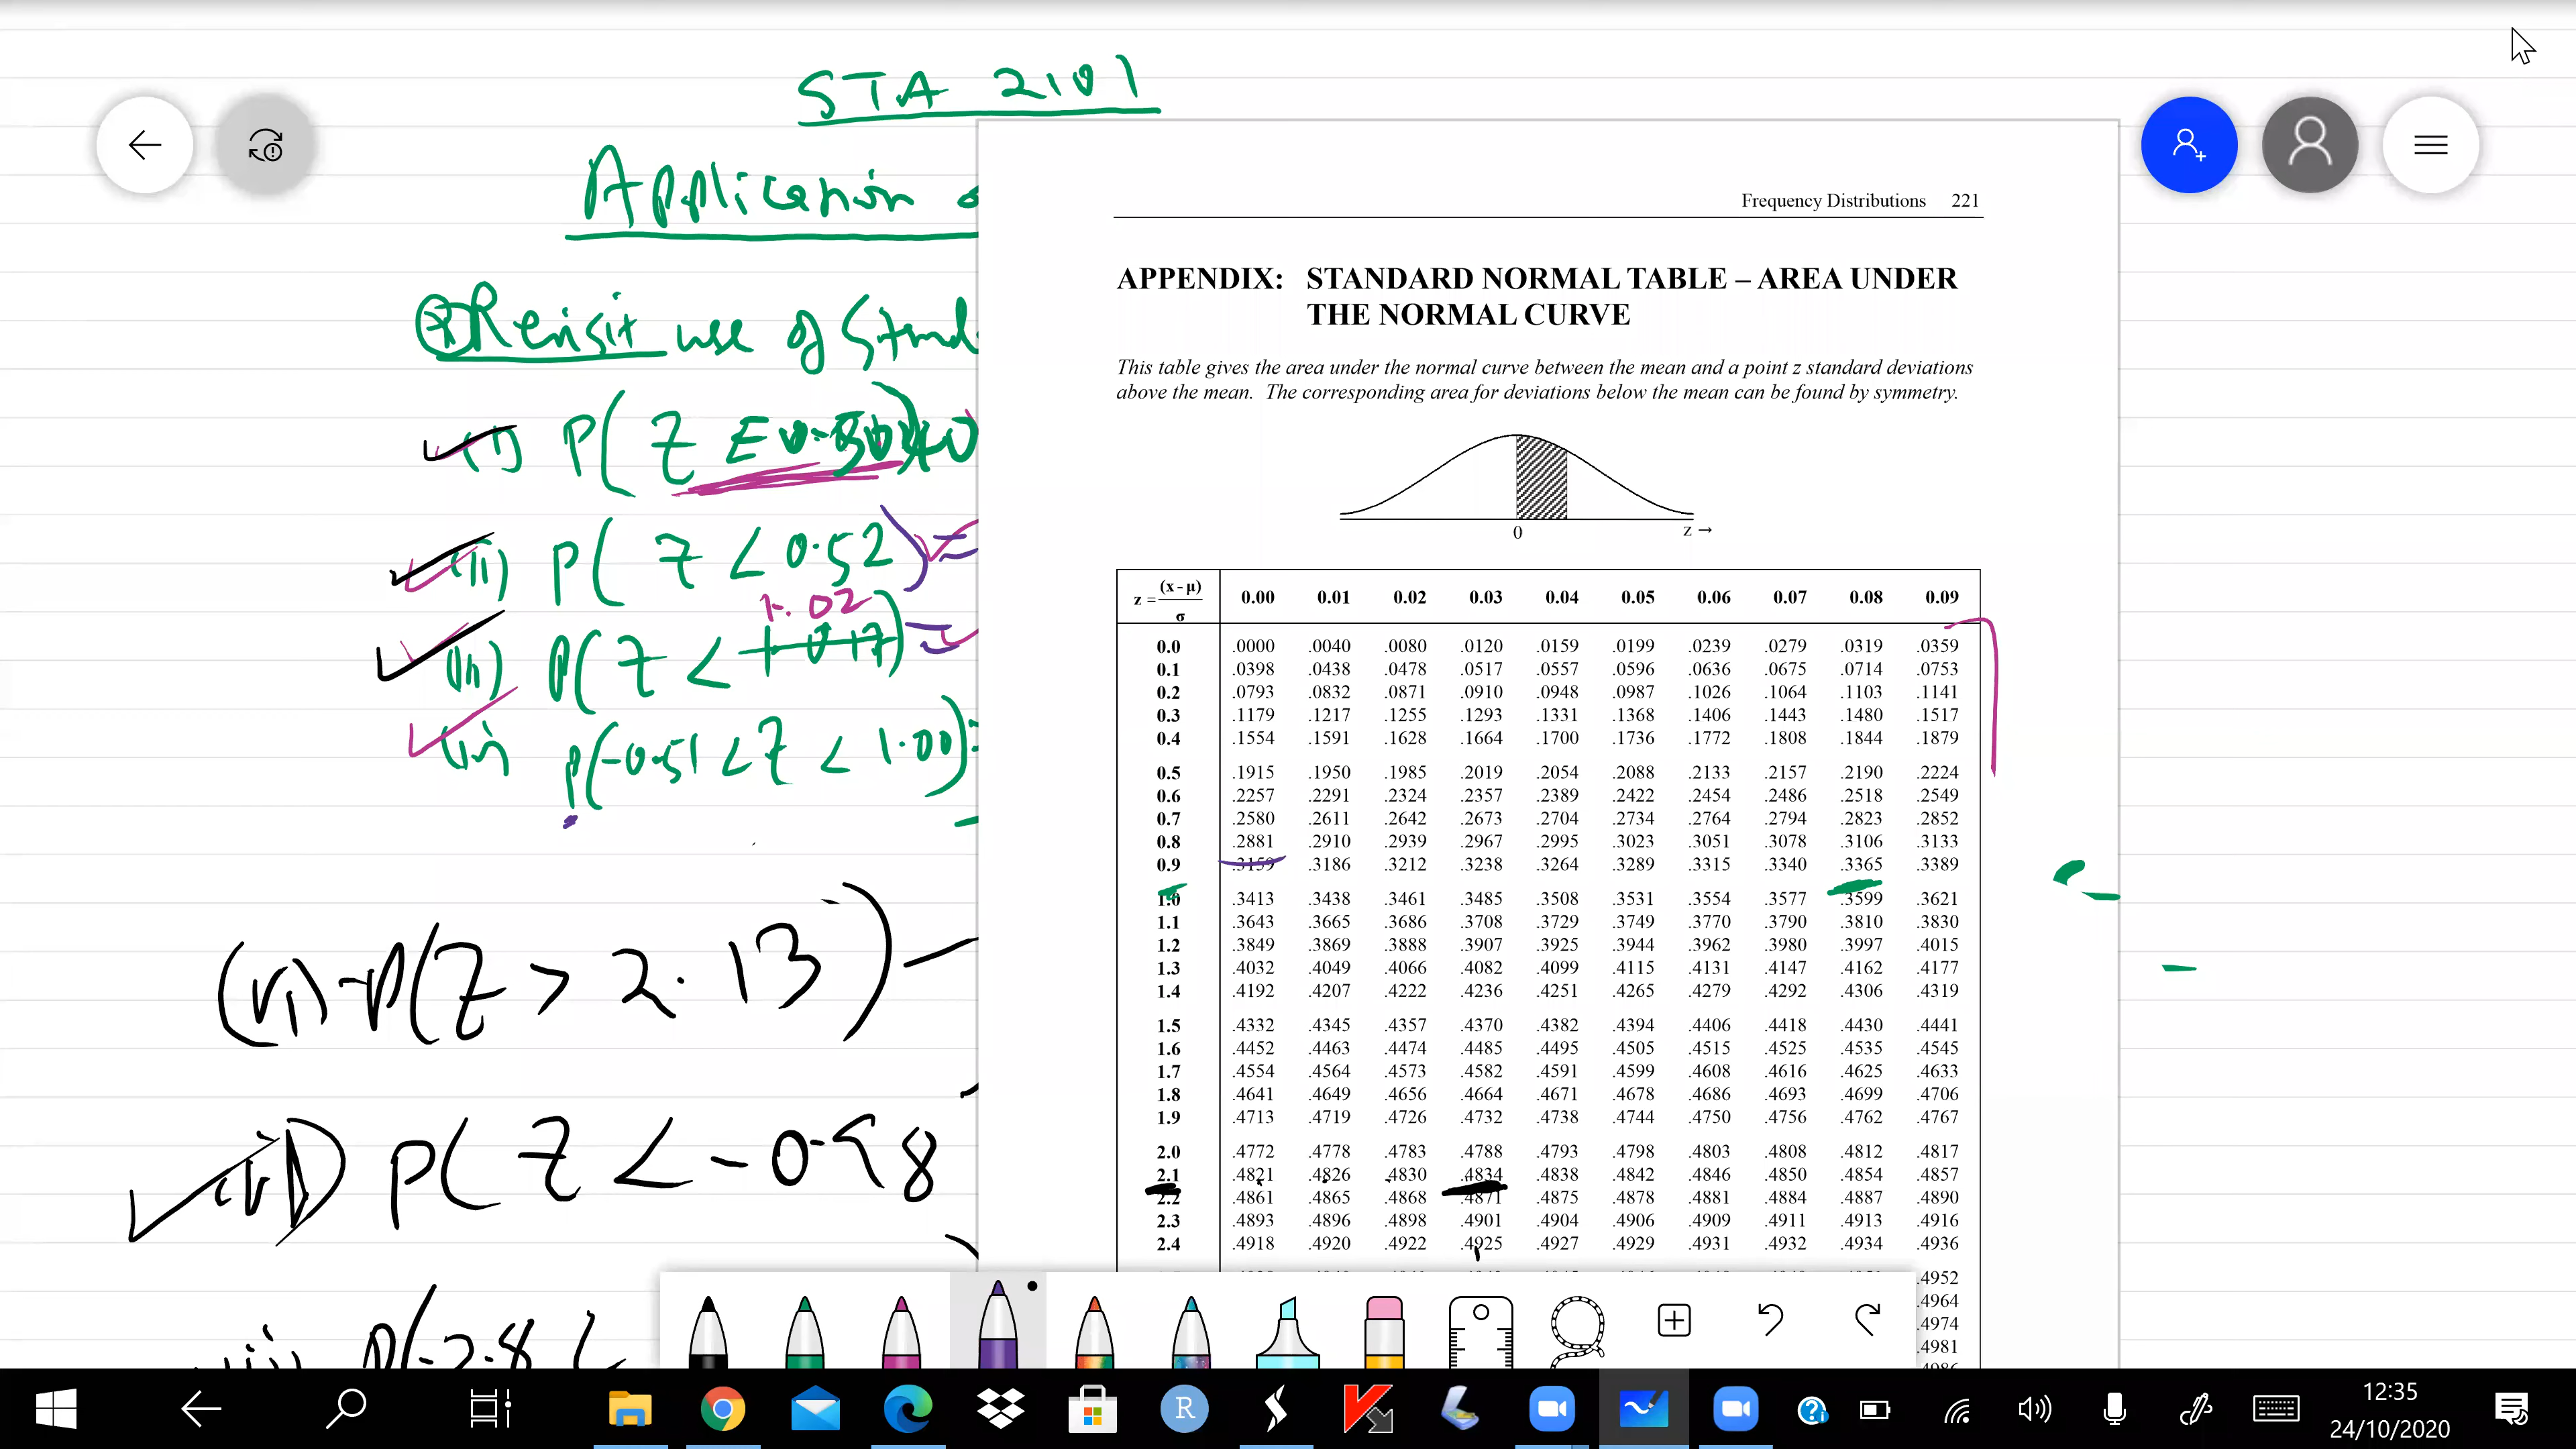 STA 2101
Application
Revisit use of Stand
(i) P( Z
(ii) P( Z < 0.52 ) =
1.02
(iii) P( Z < ) =
(iv) P(-0.51 < Z < 1.00) =
P(Z > 2.13)
P( Z < -0.98
P(-2.8 <
Frequency Distributions 221
APPENDIX: STANDARD NORMAL TABLE – AREA UNDER
THE NORMAL CURVE
This table gives the area under the normal curve between the mean and a point z standard deviations
above the mean. The corresponding area for deviations below the mean can be found by symmetry.
0 z →
z = (x - μ) / σ 0.00 0.01 0.02 0.03 0.04 0.05 0.06 0.07 0.08 0.09
0.0 .0000 .0040 .0080 .0120 .0159 .0199 .0239 .0279 .0319 .0359
0.1 .0398 .0438 .0478 .0517 .0557 .0596 .0636 .0675 .0714 .0753
0.2 .0793 .0832 .0871 .0910 .0948 .0987 .1026 .1064 .1103 .1141
0.3 .1179 .1217 .1255 .1293 .1331 .1368 .1406 .1443 .1480 .1517
0.4 .1554 .1591 .1628 .1664 .1700 .1736 .1772 .1808 .1844 .1879
0.5 .1915 .1950 .1985 .2019 .2054 .2088 .2133 .2157 .2190 .2224
0.6 .2257 .2291 .2324 .2357 .2389 .2422 .2454 .2486 .2518 .2549
0.7 .2580 .2611 .2642 .2673 .2704 .2734 .2764 .2794 .2823 .2852
0.8 .2881 .2910 .2939 .2967 .2995 .3023 .3051 .3078 .3106 .3133
0.9 .3159 .3186 .3212 .3238 .3264 .3289 .3315 .3340 .3365 .3389
1.0 .3413 .3438 .3461 .3485 .3508 .3531 .3554 .3577 .3599 .3621
1.1 .3643 .3665 .3686 .3708 .3729 .3749 .3770 .3790 .3810 .3830
1.2 .3849 .3869 .3888 .3907 .3925 .3944 .3962 .3980 .3997 .4015
1.3 .4032 .4049 .4066 .4082 .4099 .4115 .4131 .4147 .4162 .4177
1.4 .4192 .4207 .4222 .4236 .4251 .4265 .4279 .4292 .4306 .4319
1.5 .4332 .4345 .4357 .4370 .4382 .4394 .4406 .4418 .4430 .4441
1.6 .4452 .4463 .4474 .4485 .4495 .4505 .4515 .4525 .4535 .4545
1.7 .4554 .4564 .4573 .4582 .4591 .4599 .4608 .4616 .4625 .4633
1.8 .4641 .4649 .4656 .4664 .4671 .4678 .4686 .4693 .4699 .4706
1.9 .4713 .4719 .4726 .4732 .4738 .4744 .4750 .4756 .4762 .4767
2.0 .4772 .4778 .4783 .4788 .4793 .4798 .4803 .4808 .4812 .4817
2.1 .4821 .4826 .4830 .4834 .4838 .4842 .4846 .4850 .4854 .4857
2.2 .4861 .4865 .4868 .4871 .4875 .4878 .4881 .4884 .4887 .4890
2.3 .4893 .4896 .4898 .4901 .4904 .4906 .4909 .4911 .4913 .4916
2.4 .4918 .4920 .4922 .4925 .4927 .4929 .4931 .4932 .4934 .4936
.4952
.4964
.4974
.4981
R
12:35
24/10/2020